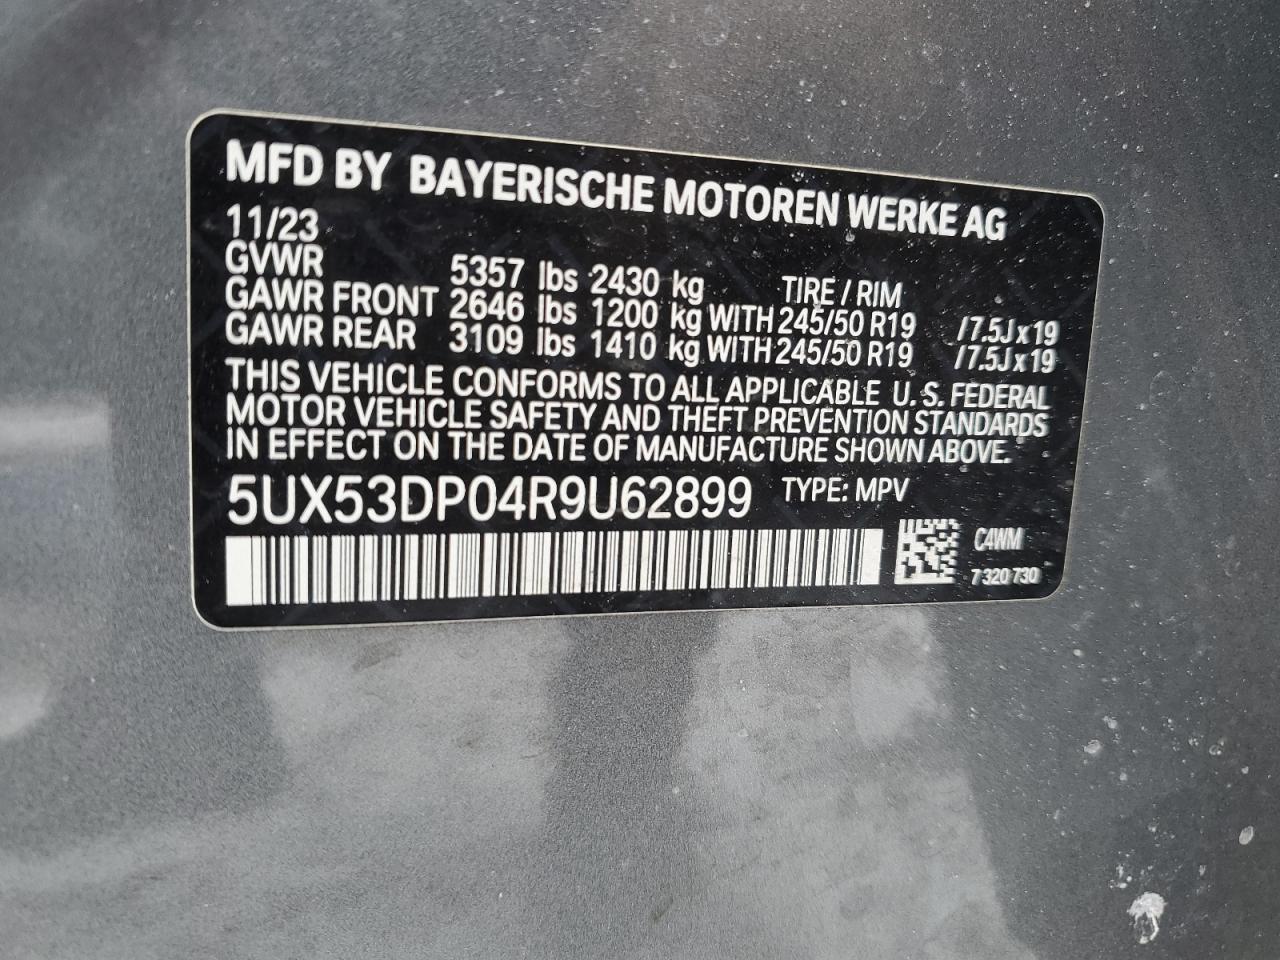 MFD BY BAYERISCHE MOTOREN WERKE AG
11/23
GVWR 5357 lbs 2430 kg TIRE / RIM
GAWR FRONT 2646 lbs 1200 kg WITH 245/50 R19 /7.5J x 19
GAWR REAR 3109 lbs 1410 kg WITH 245/50 R19 /7.5J x 19
THIS VEHICLE CONFORMS TO ALL APPLICABLE U.S. FEDERAL
MOTOR VEHICLE SAFETY AND THEFT PREVENTION STANDARDS
IN EFFECT ON THE DATE OF MANUFACTURE SHOWN ABOVE.
5UX53DP04R9U62899 TYPE: MPV
C4WM
7 320 730